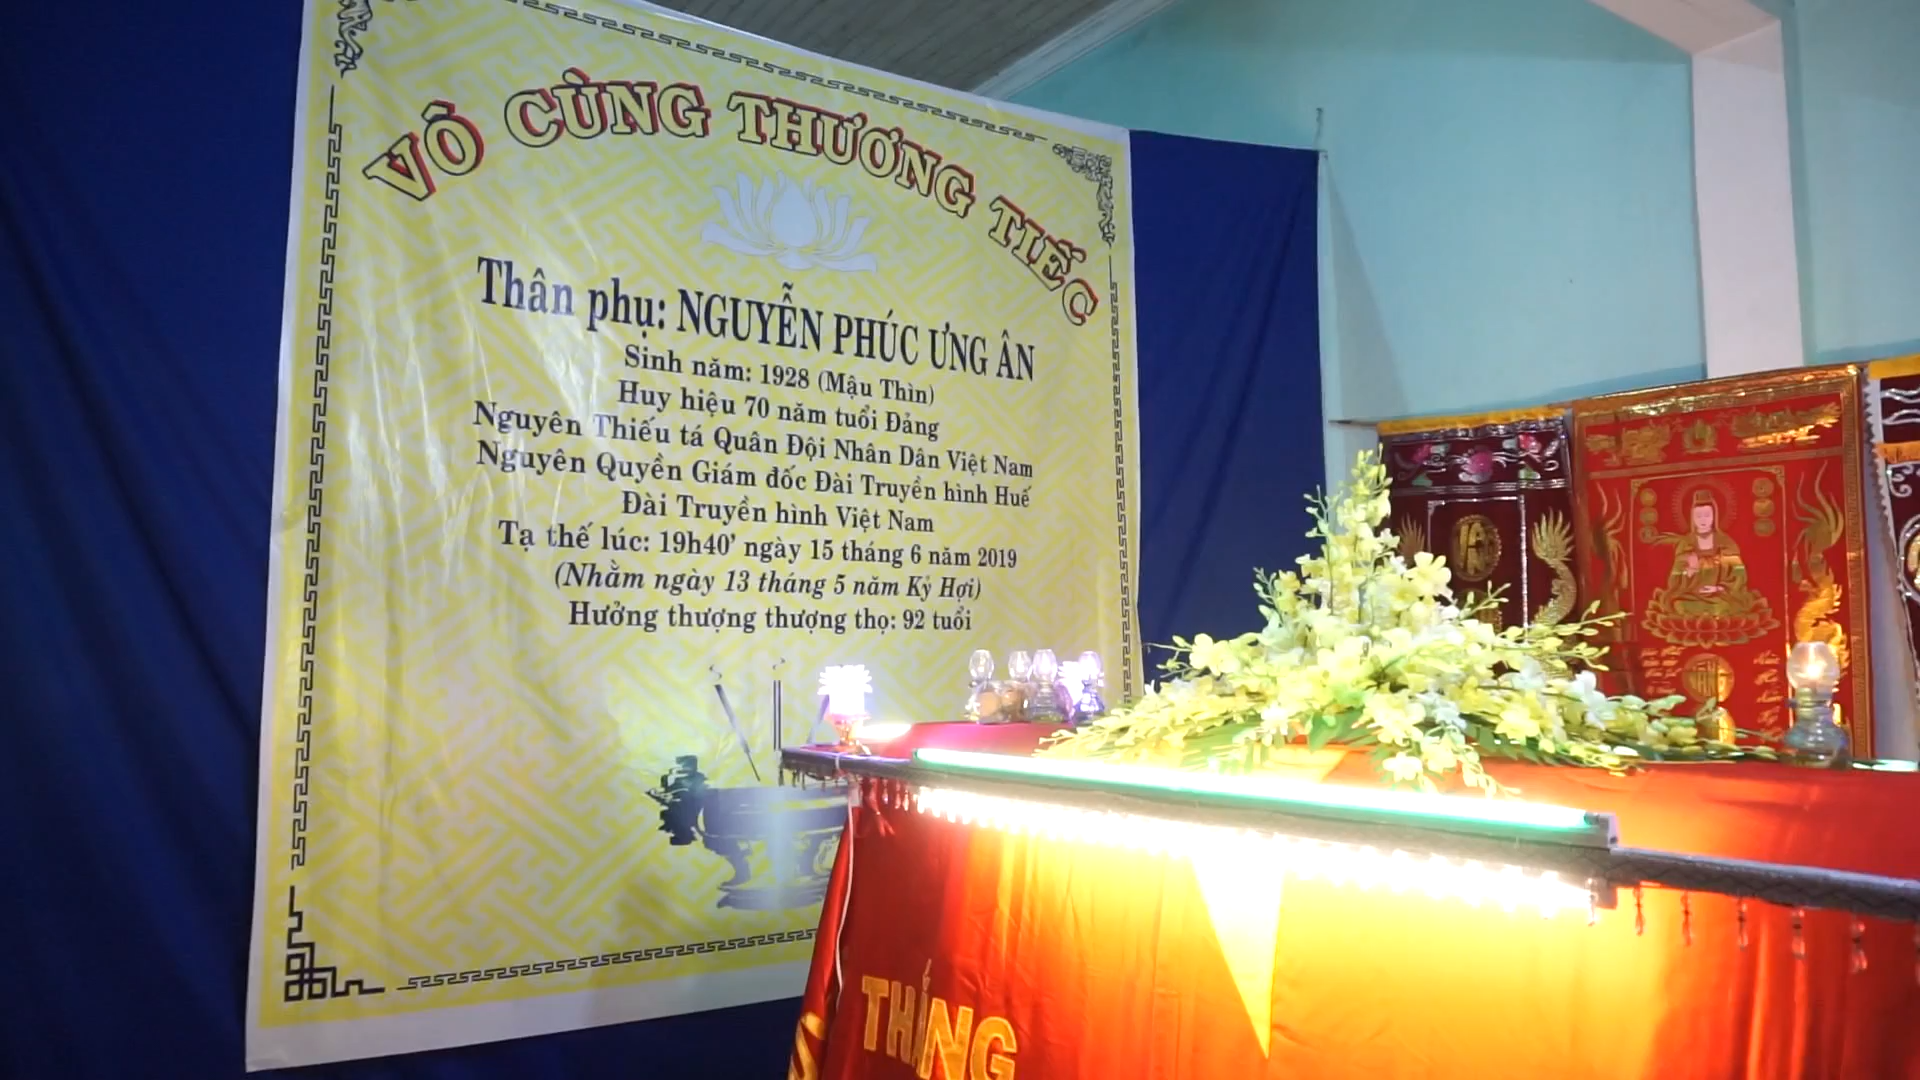 VÔ CÙNG THƯƠNG TIẾC
Thân phụ: NGUYỄN PHÚC ƯNG ÂN
Sinh năm: 1928 (Mậu Thìn)
Huy hiệu 70 năm tuổi Đảng
Nguyên Thiếu tá Quân Đội Nhân Dân Việt Nam
Nguyên Quyền Giám đốc Đài Truyền hình Huế
Đài Truyền hình Việt Nam
Tạ thế lúc: 19h40' ngày 15 tháng 6 năm 2019
(Nhằm ngày 13 tháng 5 năm Kỷ Hợi)
Hưởng thượng thượng thọ: 92 tuổi
THẮNG